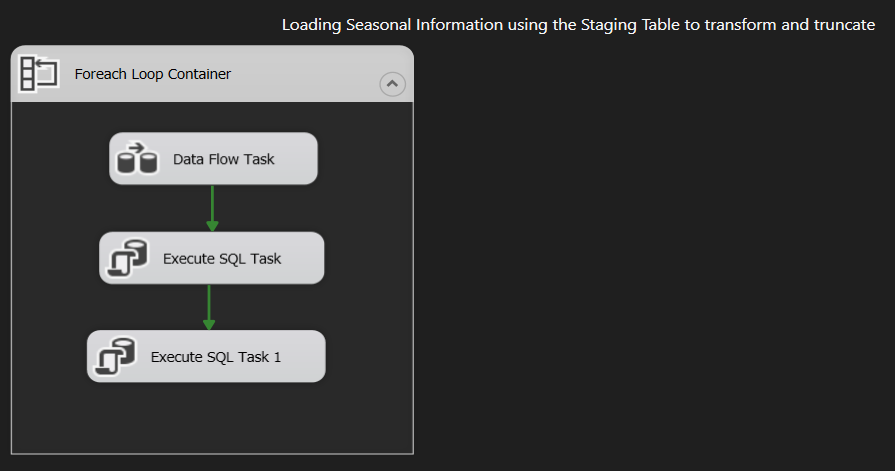 Loading Seasonal Information using the Staging Table to transform and truncate
Foreach Loop Container
Data Flow Task
Execute SQL Task
Execute SQL Task 1